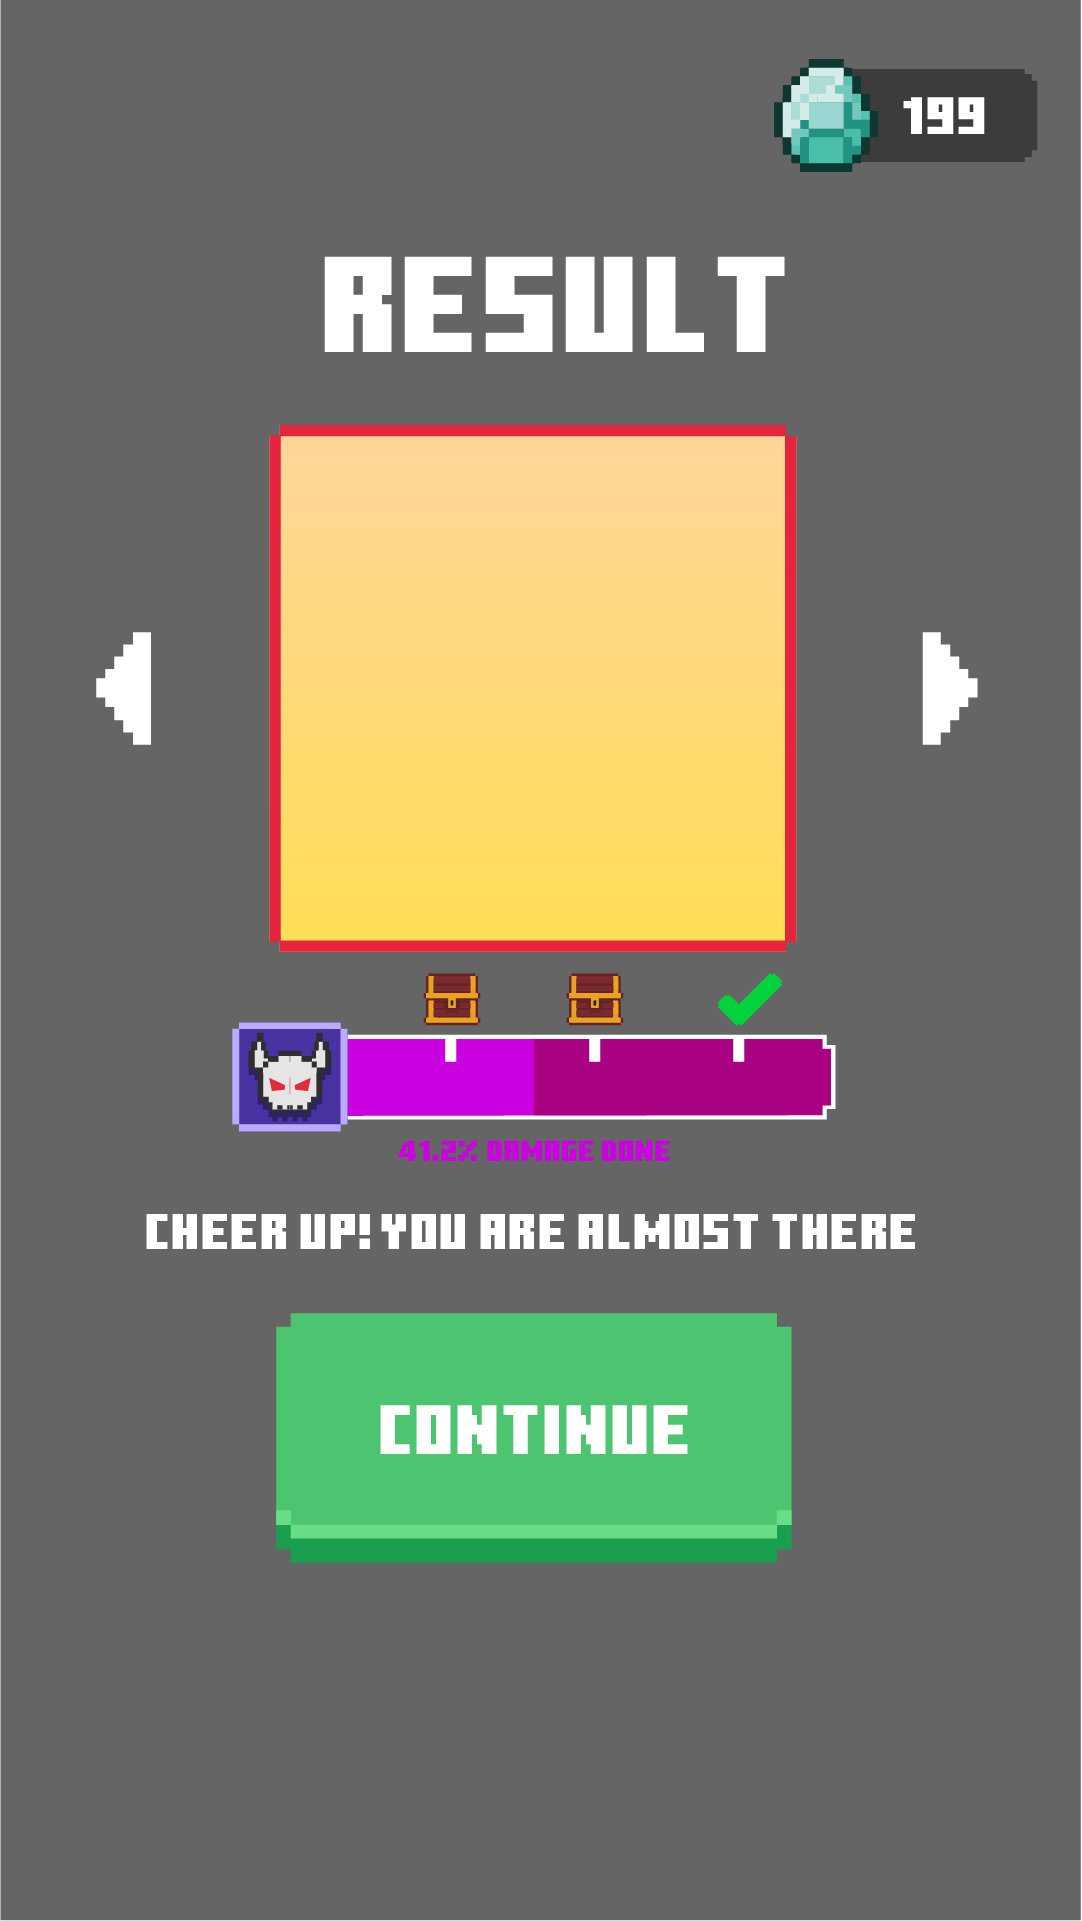 199
RESULT
41.2% DAMAGE DONE
CHEER UP! YOU ARE ALMOST THERE
CONTINUE